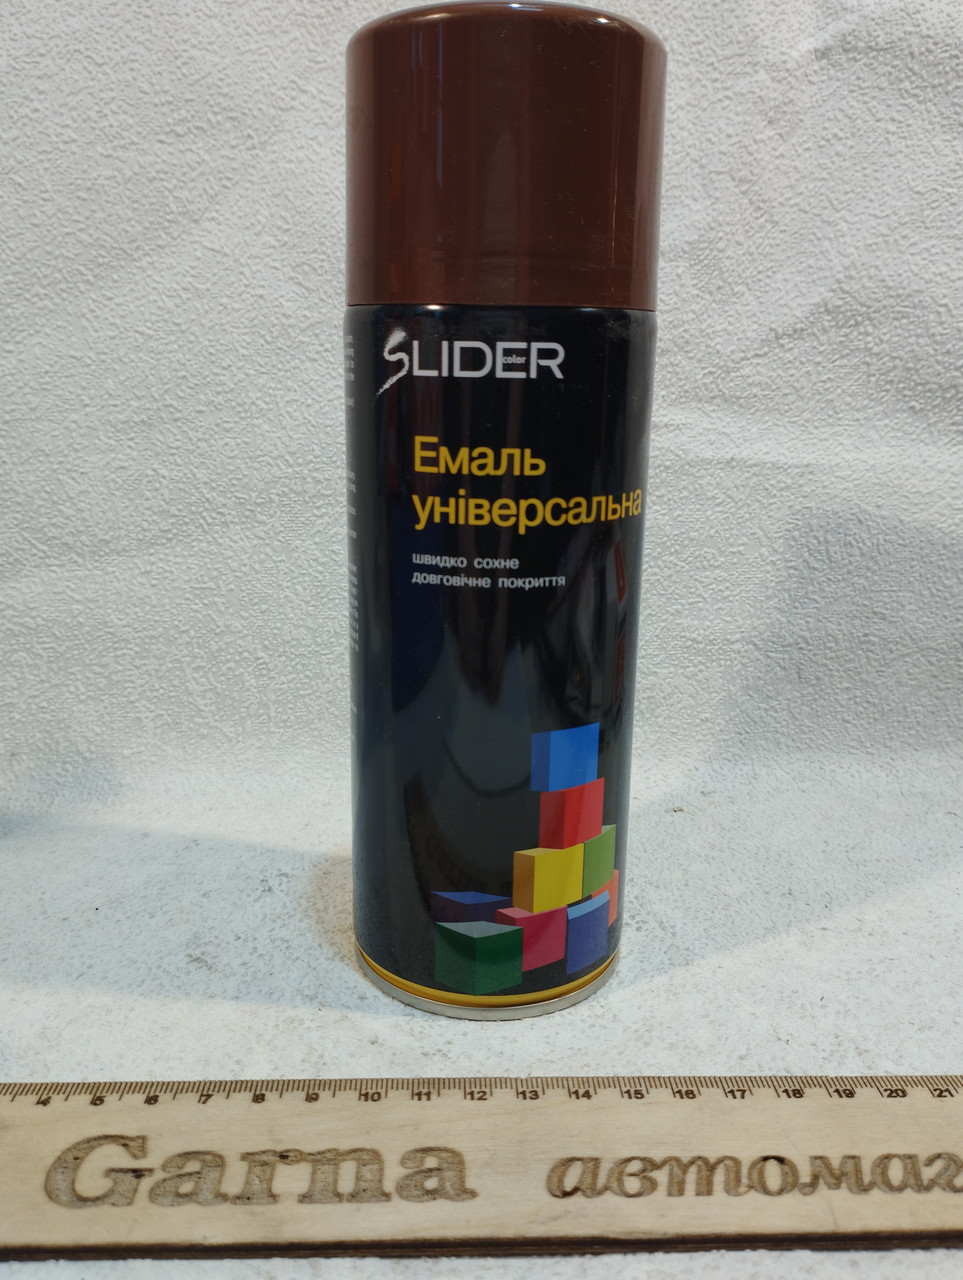 SLIDER
color
Емаль
універсальна
швидко сохне
довговічне покриття
4 5 6 7 8 9 10 11 12 13 14 15 16 17 18 19 20 21
Garna автомаг